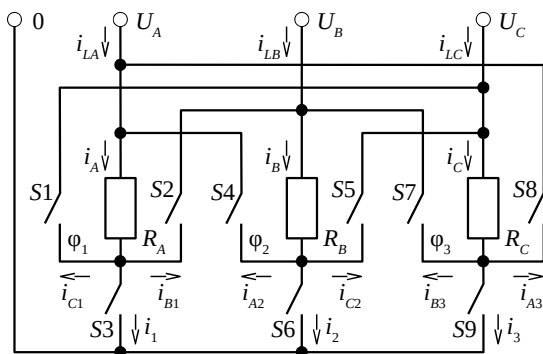 0 U_A U_B U_C
i_LA i_LB i_LC
i_A i_B i_C
S1 S2 S4 S5 S7 S8
φ_1 R_A φ_2 R_B φ_3 R_C
i_C1 i_B1 i_A2 i_C2 i_B3 i_A3
S3 i_1 S6 i_2 S9 i_3